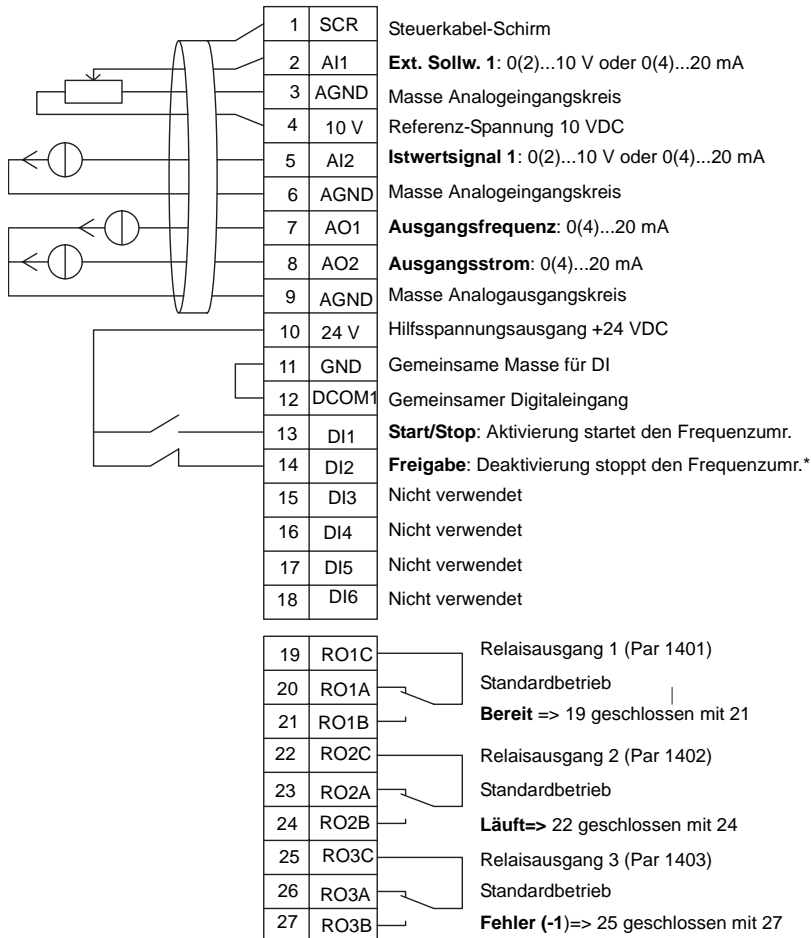 1 SCR Steuerkabel-Schirm
2 AI1 Ext. Sollw. 1: 0(2)...10 V oder 0(4)...20 mA
3 AGND Masse Analogeingangskreis
4 10 V Referenz-Spannung 10 VDC
5 AI2 Istwertsignal 1: 0(2)...10 V oder 0(4)...20 mA
6 AGND Masse Analogeingangskreis
7 AO1 Ausgangsfrequenz: 0(4)...20 mA
8 AO2 Ausgangsstrom: 0(4)...20 mA
9 AGND Masse Analogausgangskreis
10 24 V Hilfsspannungsausgang +24 VDC
11 GND Gemeinsame Masse für DI
12 DCOM1 Gemeinsamer Digitaleingang
13 DI1 Start/Stop: Aktivierung startet den Frequenzumr.
14 DI2 Freigabe: Deaktivierung stoppt den Frequenzumr.*
15 DI3 Nicht verwendet
16 DI4 Nicht verwendet
17 DI5 Nicht verwendet
18 DI6 Nicht verwendet
19 RO1C Relaisausgang 1 (Par 1401)
20 RO1A Standardbetrieb
21 RO1B Bereit => 19 geschlossen mit 21
22 RO2C Relaisausgang 2 (Par 1402)
23 RO2A Standardbetrieb
24 RO2B Läuft=> 22 geschlossen mit 24
25 RO3C Relaisausgang 3 (Par 1403)
26 RO3A Standardbetrieb
27 RO3B Fehler (-1)=> 25 geschlossen mit 27